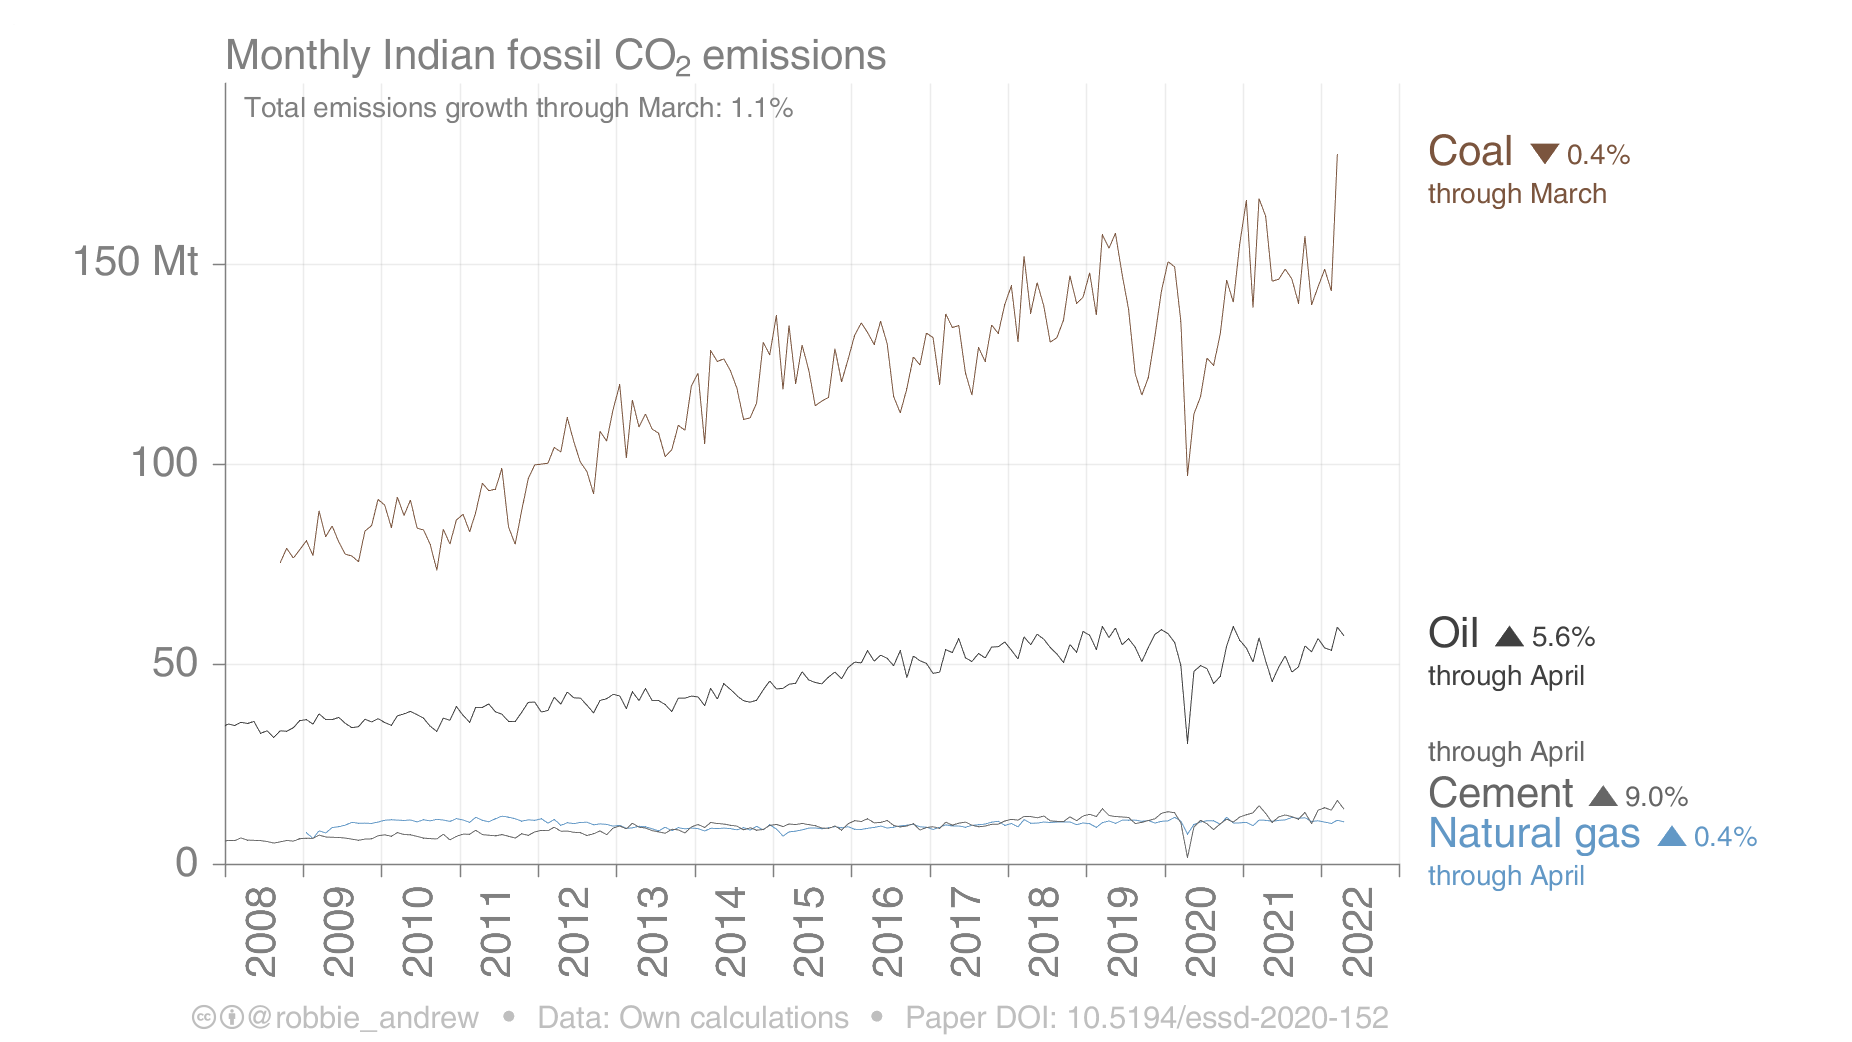 Monthly Indian fossil CO₂ emissions
Total emissions growth through March: 1.1%
150 Mt
100
50
0
2008 2009 2010 2011 2012 2013 2014 2015 2016 2017 2018 2019 2020 2021 2022
Coal ▼ 0.4%
through March
Oil ▲ 5.6%
through April
through April
Cement ▲ 9.0%
Natural gas ▲ 0.4%
through April
@robbie_andrew • Data: Own calculations • Paper DOI: 10.5194/essd-2020-152